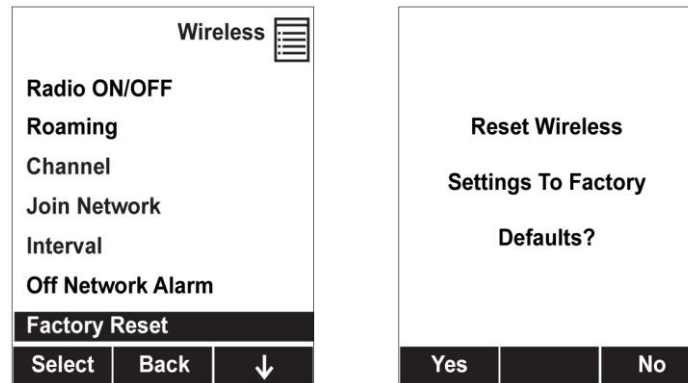 Wireless
Radio ON/OFF
Roaming
Channel
Join Network
Interval
Off Network Alarm
Factory Reset
Select Back ↓
Reset Wireless
Settings To Factory
Defaults?
Yes No